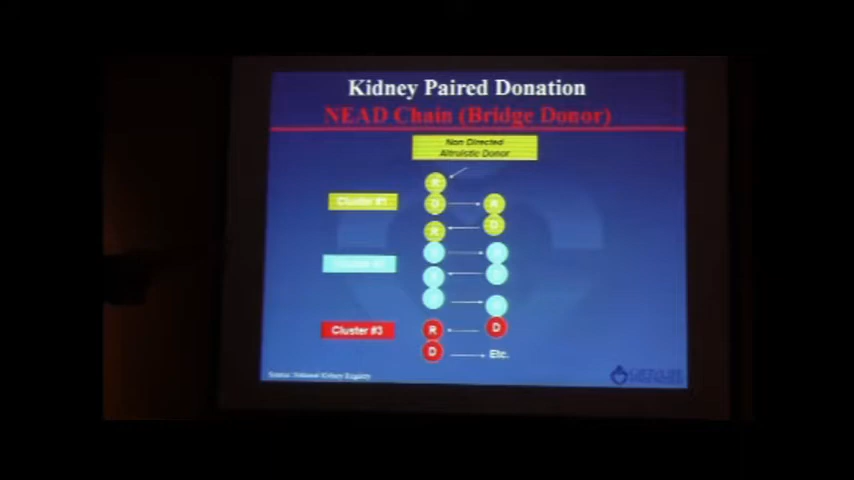 Kidney Paired Donation
NEAD Chain (Bridge Donor)
Non Directed
Altruistic Donor
R
Cluster #1
D R
R D
Cluster #3
R D
D Etc.
Source: National Kidney Registry